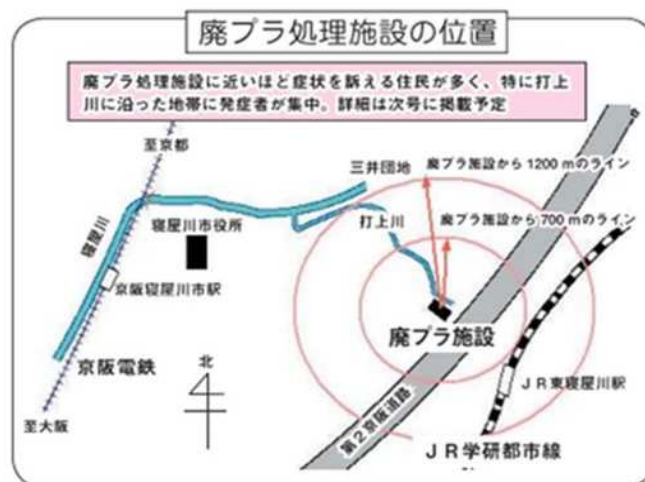 廃プラ処理施設の位置
廃プラ処理施設に近いほど症状を訴える住民が多く、特に打上
川に沿った地帯に発症者が集中。詳細は次号に掲載予定
至京都
三井団地
廃プラ施設から1200mのライン
打上川
廃プラ施設から700mのライン
寝屋川市役所
寝屋川
京阪寝屋川市駅
廃プラ施設
京阪電鉄
北
JR東寝屋川駅
第2京阪道路
至大阪
JR学研都市線